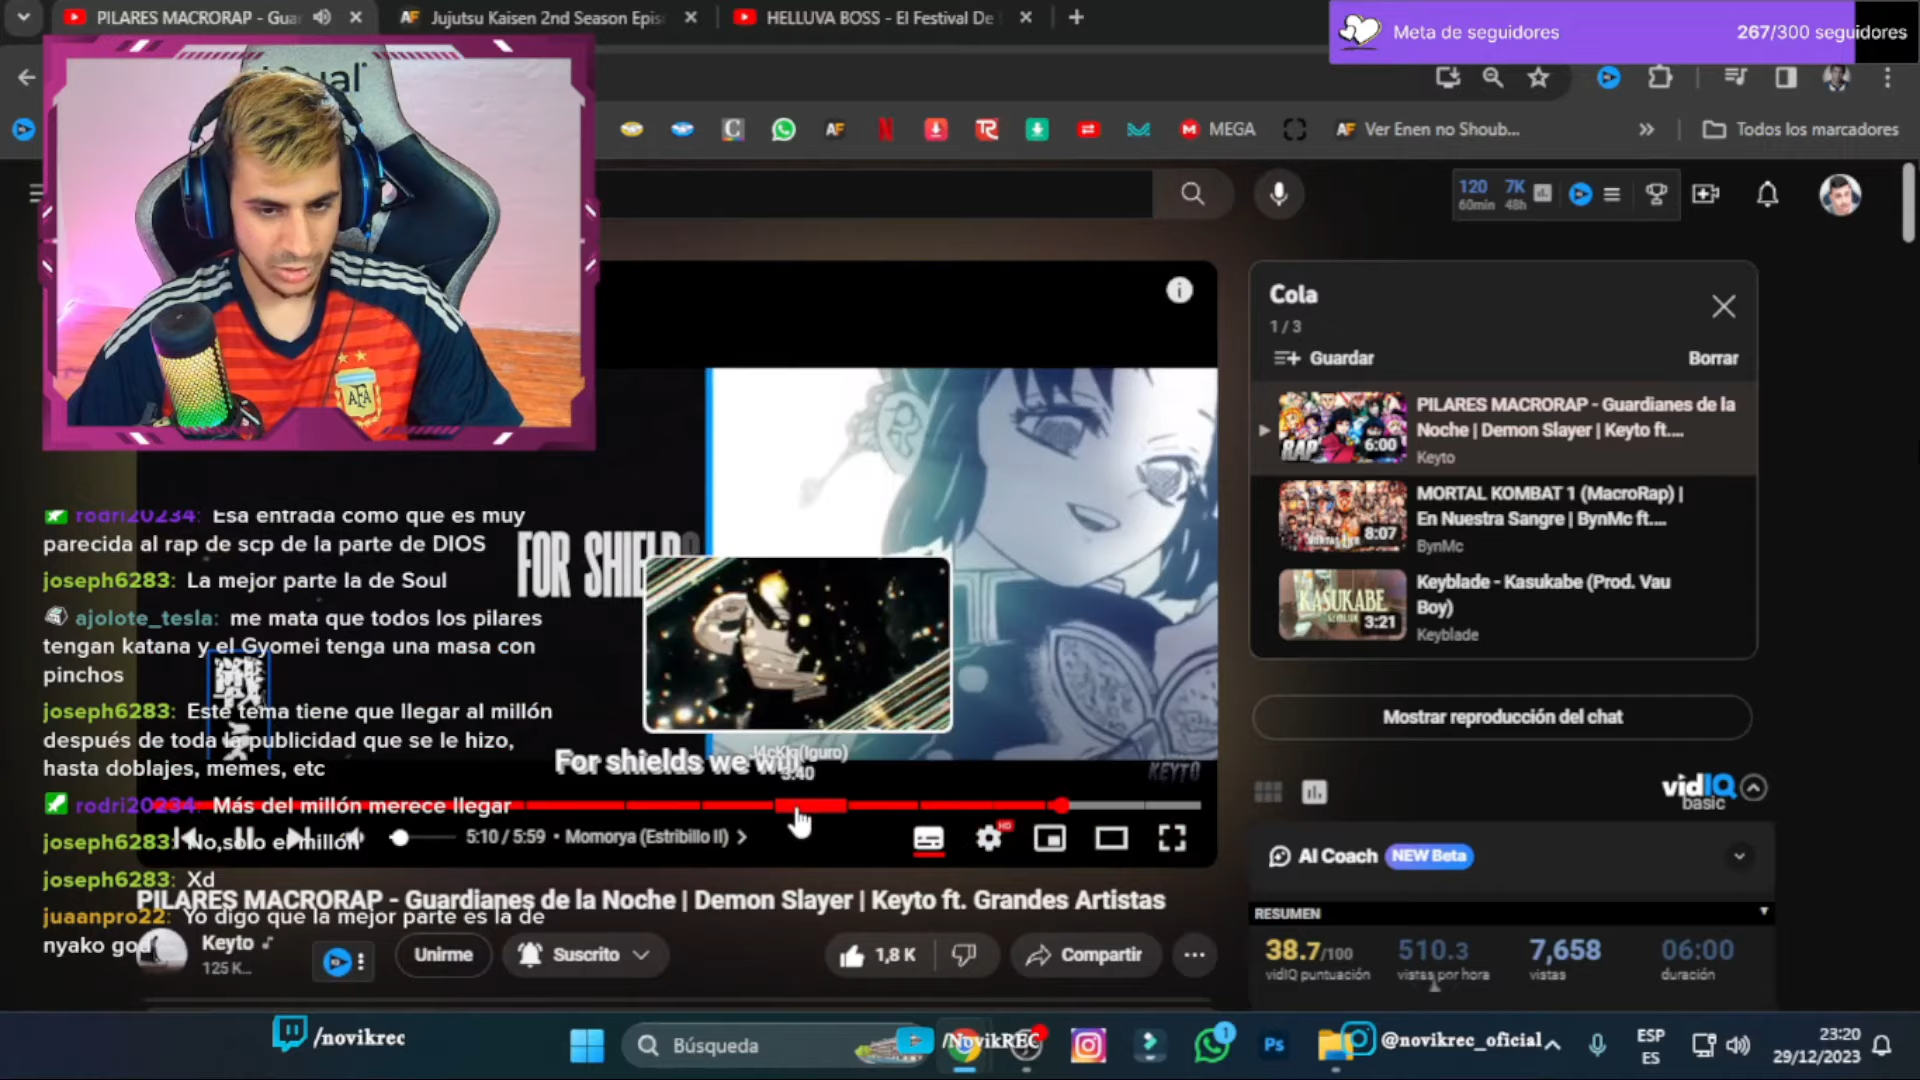 PILARES MACRORAP - Gua
Jujutsu Kaisen 2nd Season Epis
HELLUVA BOSS - El Festival De
Meta de seguidores
267/300 seguidores
MEGA
Ver Enen no Shoub...
Todos los marcadores
120
60min
7K
48h
AFA
Cola
1 / 3
Guardar
Borrar
PILARES MACRORAP - Guardianes de la
Noche | Demon Slayer | Keyto ft....
Keyto
RAP
6:00
MORTAL KOMBAT 1 (MacroRap) |
En Nuestra Sangre | BynMc ft....
BynMc
8:07
Keyblade - Kasukabe (Prod. Vau
Boy)
Keyblade
KASUKABE
3:21
Mostrar reproducción del chat
vidIQ
basic
AI Coach NEW Beta
RESUMEN
38.7/100
vidIQ puntuación
510.3
vistas por hora
7,658
vistas
06:00
duración
rodri20234: Esa entrada como que es muy
parecida al rap de scp de la parte de DIOS
joseph6283: La mejor parte la de Soul
ajolote_tesla: me mata que todos los pilares
tengan katana y el Gyomei tenga una masa con
pinchos
joseph6283: Este tema tiene que llegar al millón
después de toda la publicidad que se le hizo,
hasta doblajes, memes, etc
rodri20234: Más del millón merece llegar
joseph6283: No,solo el millón
joseph6283: Xd
juaanpro22: Yo digo que la mejor parte es la de
nyako god
FOR SHIELDS
For shields we will
(Iguro)
3:40
KEYTO
5:10 / 5:59 • Momorya (Estribillo II)
HD
PILARES MACRORAP - Guardianes de la Noche | Demon Slayer | Keyto ft. Grandes Artistas
Keyto
125 K...
Unirme
Suscrito
1,8 K
Compartir
/novikrec
Búsqueda
/NovikREC
1
Ps
@novikrec_oficial
ESP
ES
23:20
29/12/2023